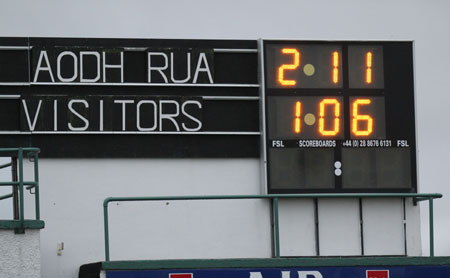 AODH RUA 2 11
VISITORS 1 06
FSL SCOREBOARDS +44 (0) 28 8676 6131 FSL